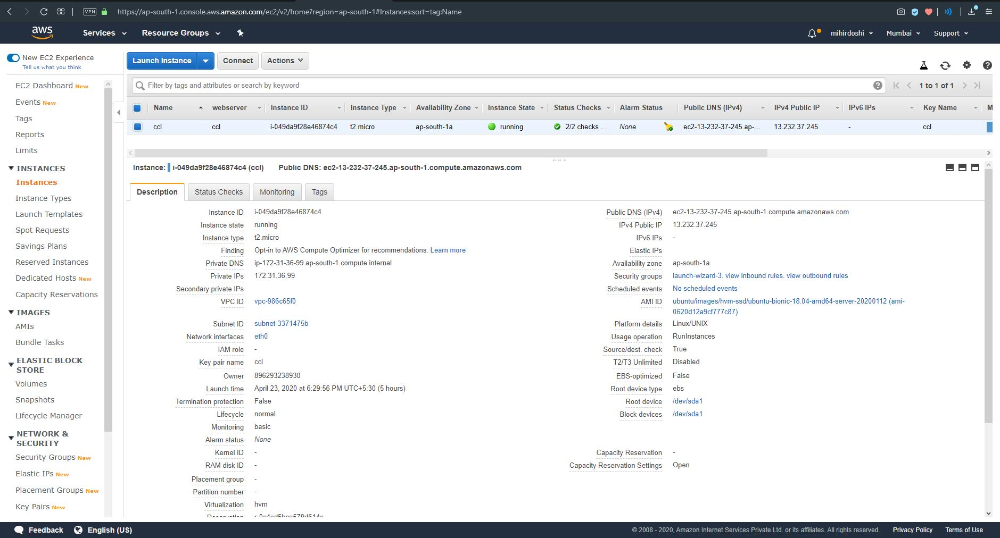 VPN https://ap-south-1.console.aws.amazon.com/ec2/v2/home?region=ap-south-1#Instances:sort=tag:Name
aws Services Resource Groups mihirdoshi Mumbai Support
New EC2 Experience
Tell us what you think
EC2 Dashboard New
Events New
Tags
Reports
Limits
INSTANCES
Instances
Instance Types
Launch Templates
Spot Requests
Savings Plans
Reserved Instances
Dedicated Hosts New
Capacity Reservations
IMAGES
AMIs
Bundle Tasks
ELASTIC BLOCK
STORE
Volumes
Snapshots
Lifecycle Manager
NETWORK &
SECURITY
Security Groups New
Elastic IPs New
Placement Groups New
Key Pairs New
Launch Instance Connect Actions
Filter by tags and attributes or search by keyword 1 to 1 of 1
Name webserver Instance ID Instance Type Availability Zone Instance State Status Checks Alarm Status Public DNS (IPv4) IPv4 Public IP IPv6 IPs Key Name M
ccl ccl i-049da9f28e46874c4 t2.micro ap-south-1a running 2/2 checks ... None ec2-13-232-37-245.ap-... 13.232.37.245 - ccl
Instance: i-049da9f28e46874c4 (ccl) Public DNS: ec2-13-232-37-245.ap-south-1.compute.amazonaws.com
Description Status Checks Monitoring Tags
Instance ID i-049da9f28e46874c4
Instance state running
Instance type t2.micro
Finding Opt-in to AWS Compute Optimizer for recommendations. Learn more
Private DNS ip-172-31-36-99.ap-south-1.compute.internal
Private IPs 172.31.36.99
Secondary private IPs
VPC ID vpc-986c65f0
Subnet ID subnet-3371475b
Network interfaces eth0
IAM role -
Key pair name ccl
Owner 896293238930
Launch time April 23, 2020 at 6:29:56 PM UTC+5:30 (5 hours)
Termination protection False
Lifecycle normal
Monitoring basic
Alarm status None
Kernel ID -
RAM disk ID -
Placement group -
Partition number -
Virtualization hvm
Reservation r-0c4ed5bce579d614e
Public DNS (IPv4) ec2-13-232-37-245.ap-south-1.compute.amazonaws.com
IPv4 Public IP 13.232.37.245
IPv6 IPs -
Elastic IPs
Availability zone ap-south-1a
Security groups launch-wizard-3. view inbound rules. view outbound rules
Scheduled events No scheduled events
AMI ID ubuntu/images/hvm-ssd/ubuntu-bionic-18.04-amd64-server-20200112 (ami-
0620d12a9cf777c87)
Platform details Linux/UNIX
Usage operation RunInstances
Source/dest. check True
T2/T3 Unlimited Disabled
EBS-optimized False
Root device type ebs
Root device /dev/sda1
Block devices /dev/sda1
Capacity Reservation -
Capacity Reservation Settings Open
Feedback English (US) © 2008 - 2020, Amazon Internet Services Private Ltd. or its affiliates. All rights reserved. Privacy Policy Terms of Use